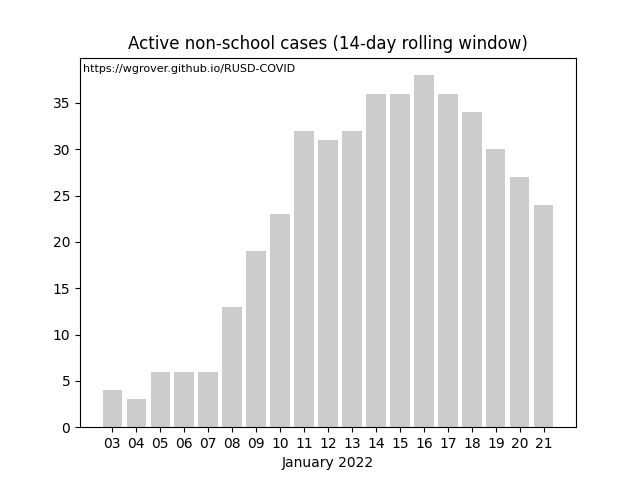 Active non-school cases (14-day rolling window)
https://wgrover.github.io/RUSD-COVID
35
30
25
20
15
10
5
0
03 04 05 06 07 08 09 10 11 12 13 14 15 16 17 18 19 20 21
January 2022